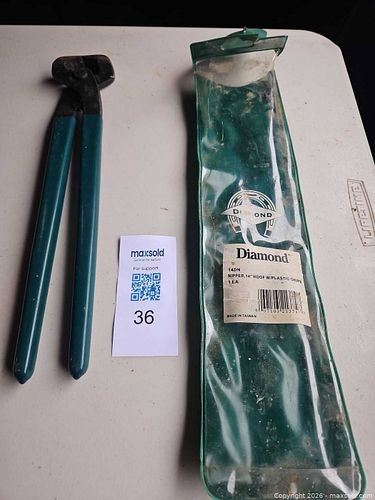 DIAMOND
Diamond
14DN
NIPPER 14" HOOF W/PLASTIC GRIPS
1 EA
MADE IN TAIWAN
maxsold
For support
36
Copyright © 2026 - maxsold.com